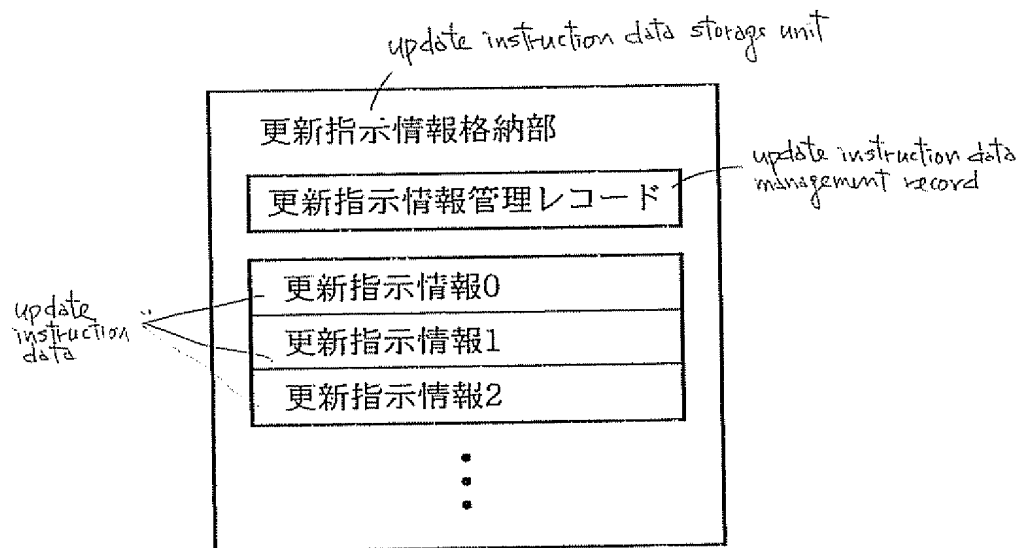 update instruction data storage unit
更新指示情報格納部
update instruction data
management record
更新指示情報管理レコード
update
instruction
data
更新指示情報0
更新指示情報1
更新指示情報2